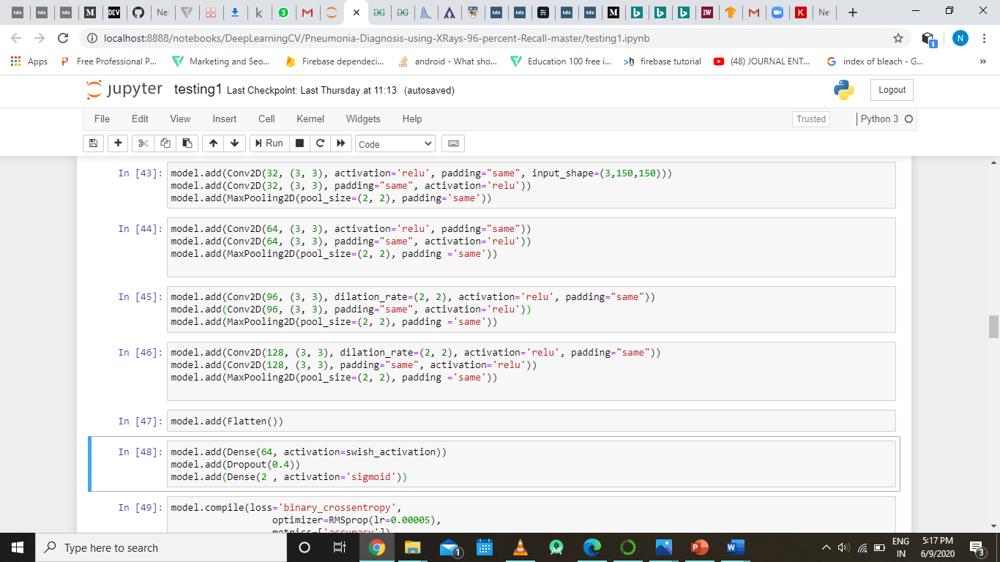 tds
tds
tds
M
DEV
Ne
k
3
M
×
GG
GG
tds
tds
tds
tds
M
IW
M
K
Ne
localhost:8888/notebooks/DeepLearningCV/Pneumonia-Diagnosis-using-XRays-96-percent-Recall-master/testing1.ipynb
1
N
Apps
Free Professional P...
Marketing and Seo...
Firebase dependeci...
android - What sho...
Education 100 free i...
>h firebase tutorial
(48) JOURNAL ENT...
G index of bleach - G...
»
jupyter testing1 Last Checkpoint: Last Thursday at 11:13 (autosaved)
Logout
File Edit View Insert Cell Kernel Widgets Help
Trusted
Python 3
Run
Code
In [43]: model.add(Conv2D(32, (3, 3), activation='relu', padding="same", input_shape=(3,150,150)))
model.add(Conv2D(32, (3, 3), padding="same", activation='relu'))
model.add(MaxPooling2D(pool_size=(2, 2), padding='same'))
In [44]: model.add(Conv2D(64, (3, 3), activation='relu', padding="same"))
model.add(Conv2D(64, (3, 3), padding="same", activation='relu'))
model.add(MaxPooling2D(pool_size=(2, 2), padding ='same'))
In [45]: model.add(Conv2D(96, (3, 3), dilation_rate=(2, 2), activation='relu', padding="same"))
model.add(Conv2D(96, (3, 3), padding="same", activation='relu'))
model.add(MaxPooling2D(pool_size=(2, 2), padding ='same'))
In [46]: model.add(Conv2D(128, (3, 3), dilation_rate=(2, 2), activation='relu', padding="same"))
model.add(Conv2D(128, (3, 3), padding="same", activation='relu'))
model.add(MaxPooling2D(pool_size=(2, 2), padding ='same'))
In [47]: model.add(Flatten())
In [48]: model.add(Dense(64, activation=swish_activation))
model.add(Dropout(0.4))
model.add(Dense(2 , activation='sigmoid'))
In [49]: model.compile(loss='binary_crossentropy',
optimizer=RMSprop(lr=0.00005),
metrics=['accuracy'])
Type here to search
1
ENG
IN
5:17 PM
6/9/2020
3